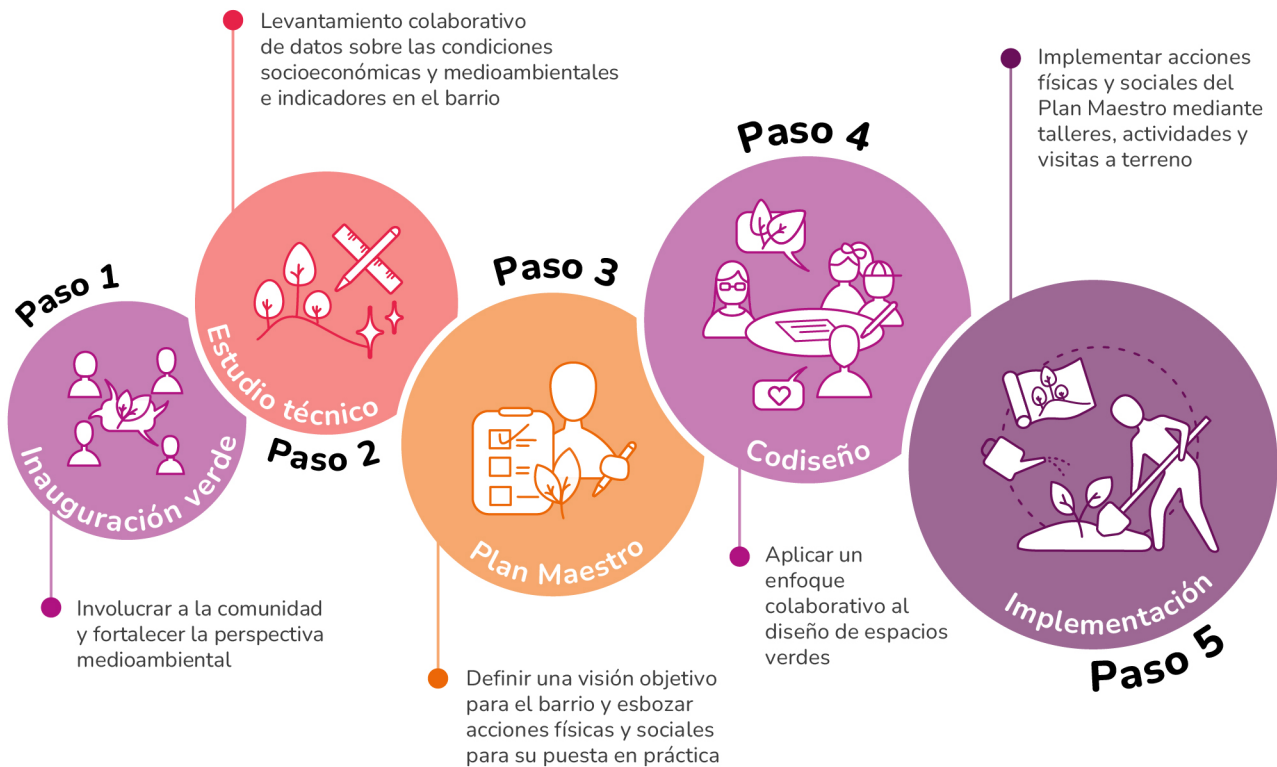 Paso 1
Inauguración verde
Involucrar a la comunidad
y fortalecer la perspectiva
medioambiental
Levantamiento colaborativo
de datos sobre las condiciones
socioeconómicas y medioambientales
e indicadores en el barrio
Estudio técnico
Paso 2
Paso 3
Plan Maestro
Definir una visión objetivo
para el barrio y esbozar
acciones físicas y sociales
para su puesta en práctica
Paso 4
Codiseño
Aplicar un
enfoque
colaborativo al
diseño de espacios
verdes
Implementar acciones
físicas y sociales del
Plan Maestro mediante
talleres, actividades y
visitas a terreno
Implementación
Paso 5